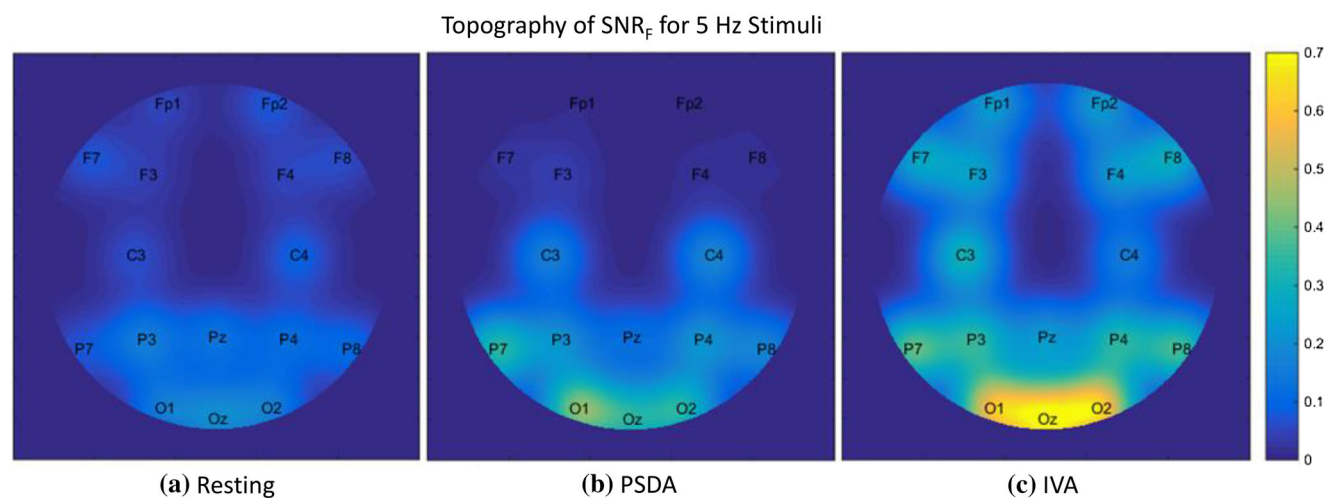 Topography of SNR_F for 5 Hz Stimuli
Fp1 Fp2
F7 F3 F4 F8
C3 C4
P7 P3 Pz P4 P8
O1 Oz O2
(a) Resting
Fp1 Fp2
F7 F3 F4 F8
C3 C4
P7 P3 Pz P4 P8
O1 Oz O2
(b) PSDA
Fp1 Fp2
F7 F3 F4 F8
C3 C4
P7 P3 Pz P4 P8
O1 Oz O2
(c) IVA
0.7
0.6
0.5
0.4
0.3
0.2
0.1
0